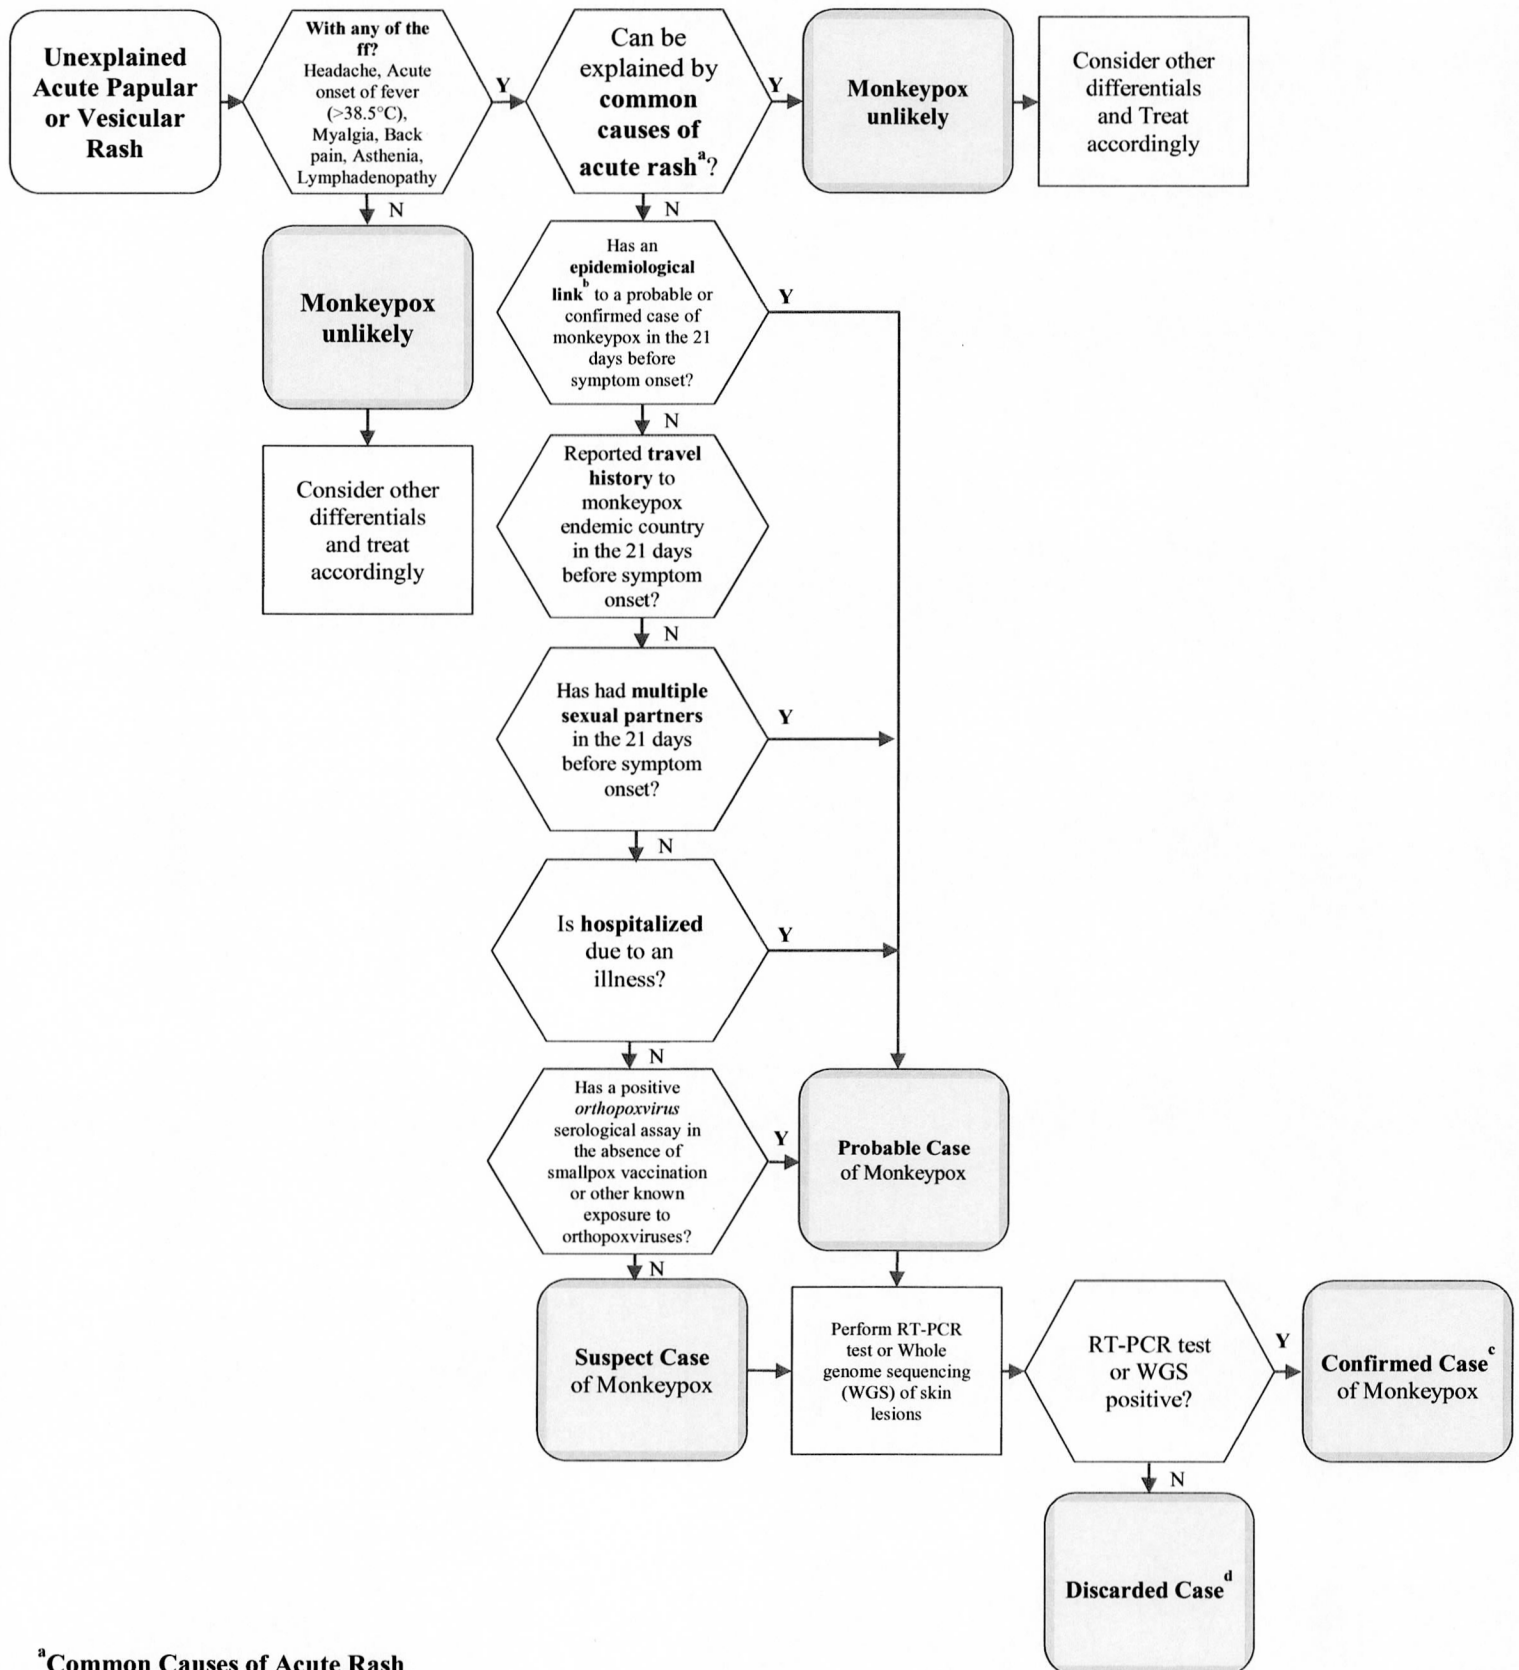 Unexplained
Acute Papular
or Vesicular
Rash
With any of the
ff?
Headache, Acute
onset of fever
(>38.5°C),
Myalgia, Back
pain, Asthenia,
Lymphadenopathy
Y
N
Can be
explained by
common
causes of
acute rashᵃ?
Y
N
Monkeypox
unlikely
Consider other
differentials
and Treat
accordingly
Monkeypox
unlikely
Consider other
differentials
and treat
accordingly
Has an
epidemiological
linkᵇ to a probable or
confirmed case of
monkeypox in the 21
days before
symptom onset?
Y
N
Reported travel
history to
monkeypox
endemic country
in the 21 days
before symptom
onset?
N
Has had multiple
sexual partners
in the 21 days
before symptom
onset?
Y
N
Is hospitalized
due to an
illness?
Y
N
Has a positive
orthopoxvirus
serological assay in
the absence of
smallpox vaccination
or other known
exposure to
orthopoxviruses?
Y
N
Probable Case
of Monkeypox
Suspect Case
of Monkeypox
Perform RT-PCR
test or Whole
genome sequencing
(WGS) of skin
lesions
RT-PCR test
or WGS
positive?
Y
N
Confirmed Caseᶜ
of Monkeypox
Discarded Caseᵈ
ᵃCommon Causes of Acute Rash